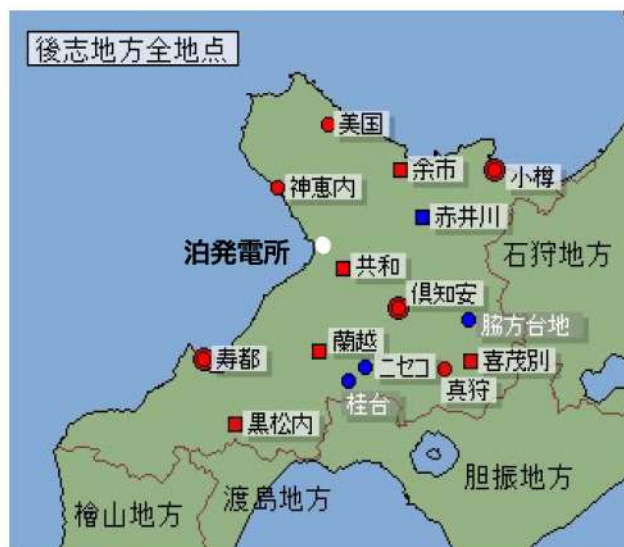 後志地方全地点
美国
余市
小樽
神恵内
赤井川
泊発電所
石狩地方
共和
倶知安
脇方台地
蘭越
寿都
ニセコ
喜茂別
真狩
桂台
黒松内
胆振地方
渡島地方
檜山地方